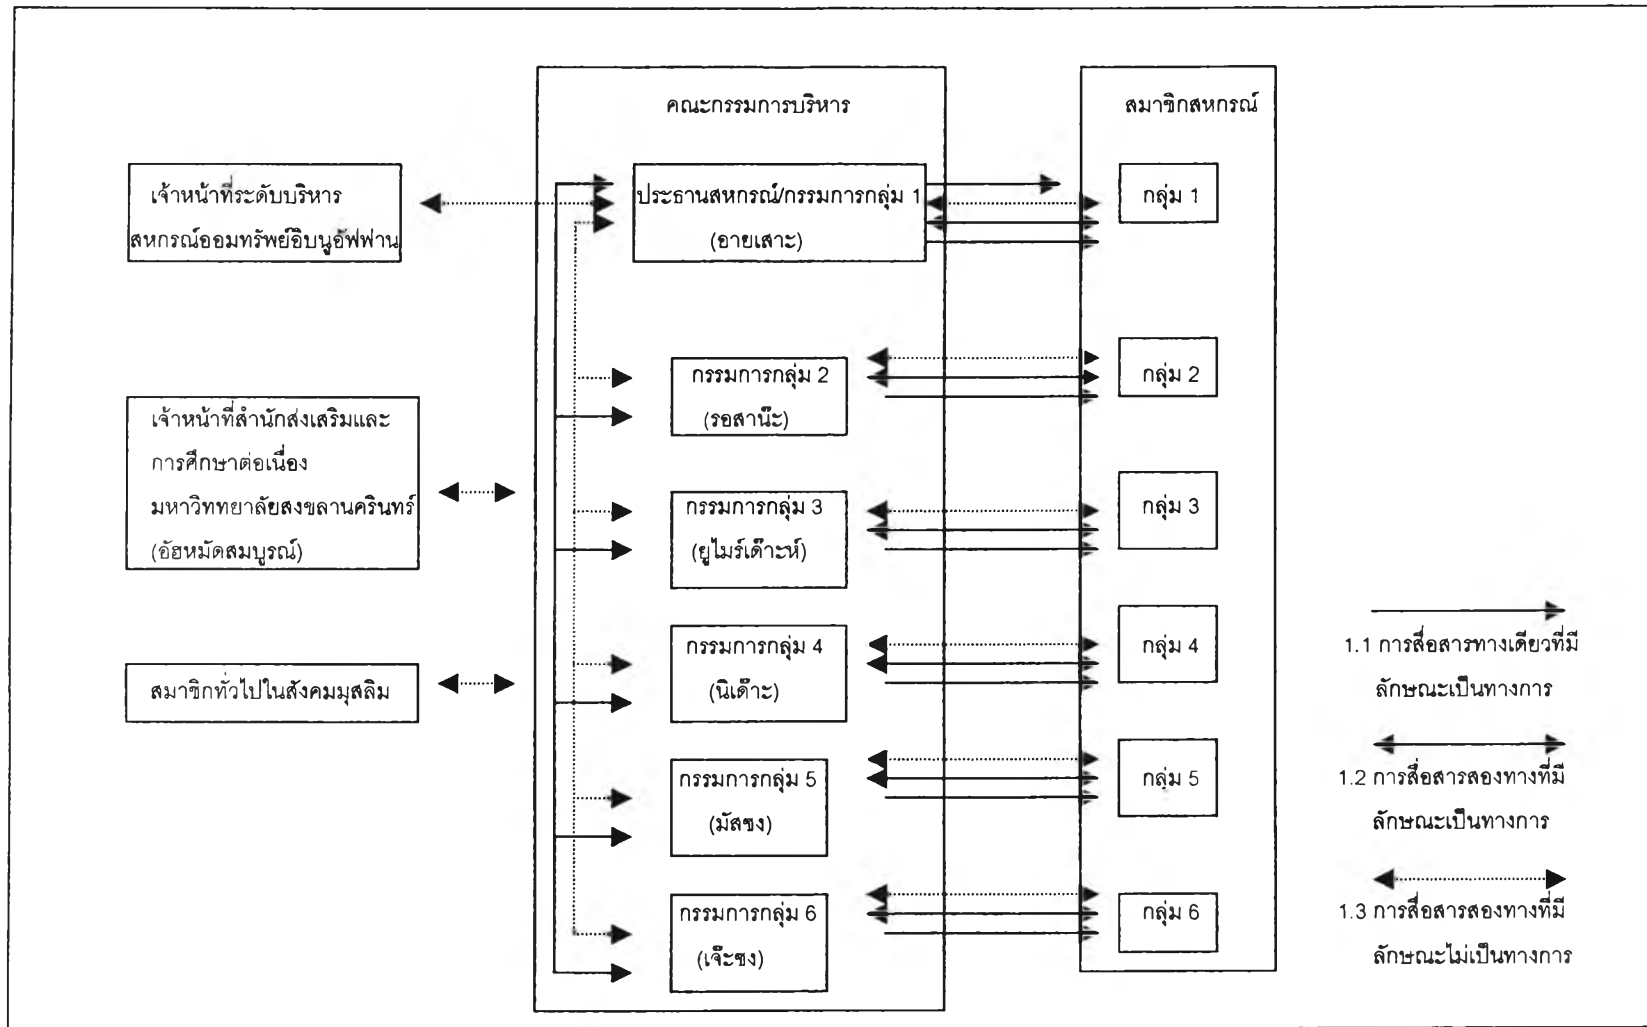 คณะกรรมการบริหาร
สมาชิกสหกรณ์
เจ้าหน้าที่ระดับบริหาร
สหกรณ์ออมทรัพย์อิบนูอัฟฟาน
ประธานสหกรณ์/กรรมการกลุ่ม 1
(อายเสาะ)
กลุ่ม 1
กรรมการกลุ่ม 2
(รอสาน๊ะ)
กลุ่ม 2
เจ้าหน้าที่สำนักส่งเสริมและ
การศึกษาต่อเนื่อง
มหาวิททยาลัยสงขลานครินทร์
(อัฮหมัดสมบูรณ์)
กรรมการกลุ่ม 3
(ยูไมร์เด๊าะห์)
กลุ่ม 3
กรรมการกลุ่ม 4
(นิเด๊าะ)
กลุ่ม 4
สมาชิกทั่วไปในสังคมมุสลิม
กรรมการกลุ่ม 5
(มัสซง)
กลุ่ม 5
กรรมการกลุ่ม 6
(เจ๊ะซง)
กลุ่ม 6
1.1 การสื่อสารทางเดียวที่มี
ลักษณะเป็นทางการ
1.2 การสื่อสารสองทางที่มี
ลักษณะเป็นทางการ
1.3 การสื่อสารสองทางที่มี
ลักษณะไม่เป็นทางการ